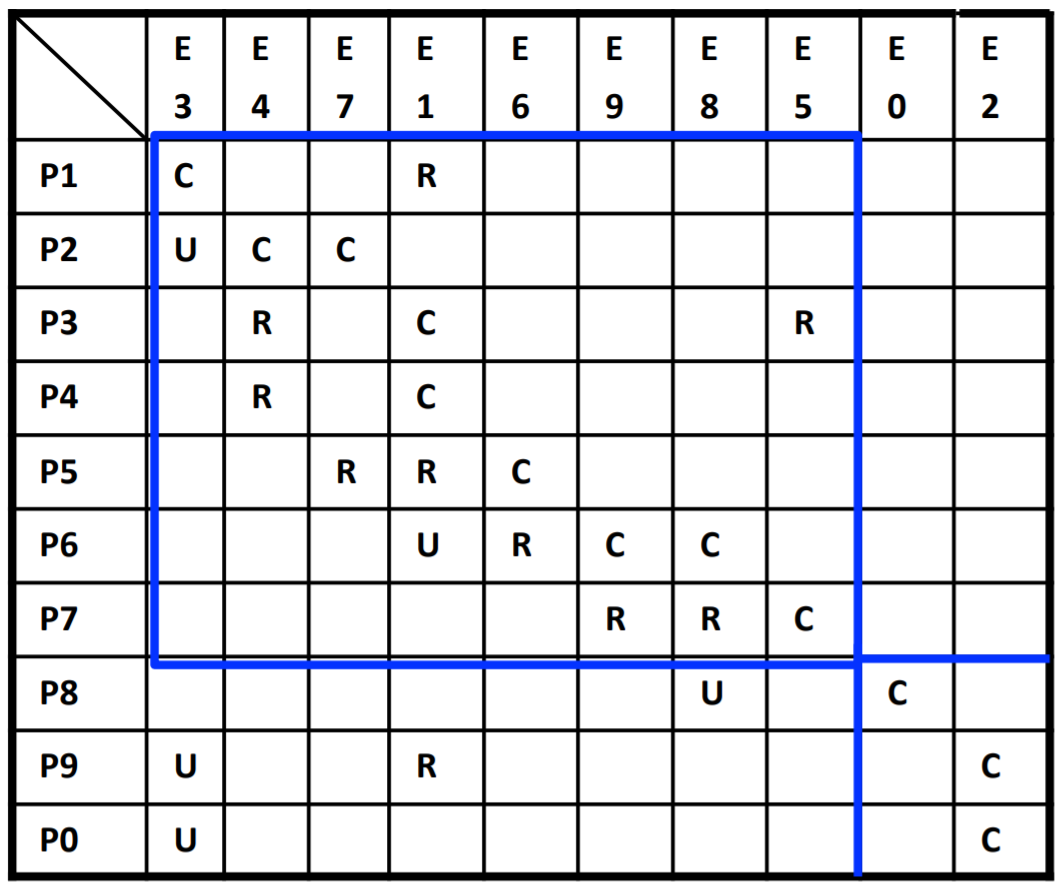 E E E E E E E E E E
3 4 7 1 6 9 8 5 0 2
P1 C R
P2 U C C
P3 R C R
P4 R C
P5 R R C
P6 U R C C
P7 R R C
P8 U C
P9 U R C
P0 U C